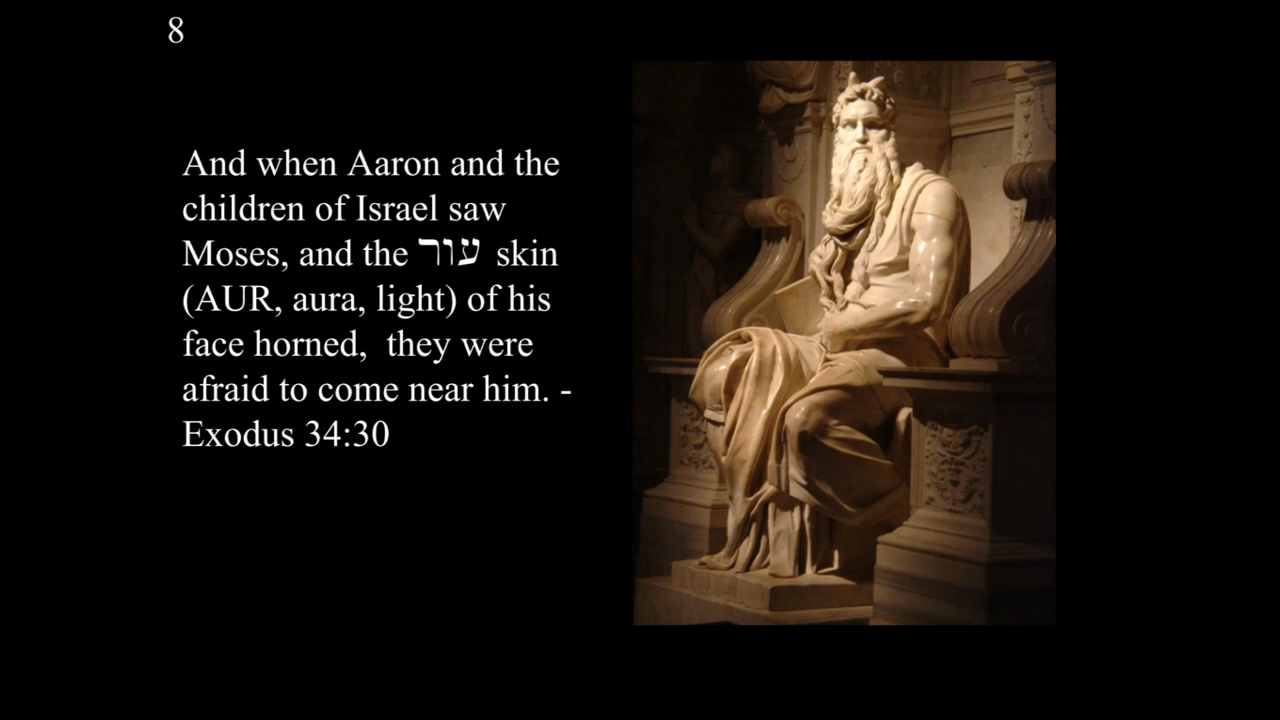 8
And when Aaron and the
children of Israel saw
Moses, and the עור skin
(AUR, aura, light) of his
face horned, they were
afraid to come near him. -
Exodus 34:30